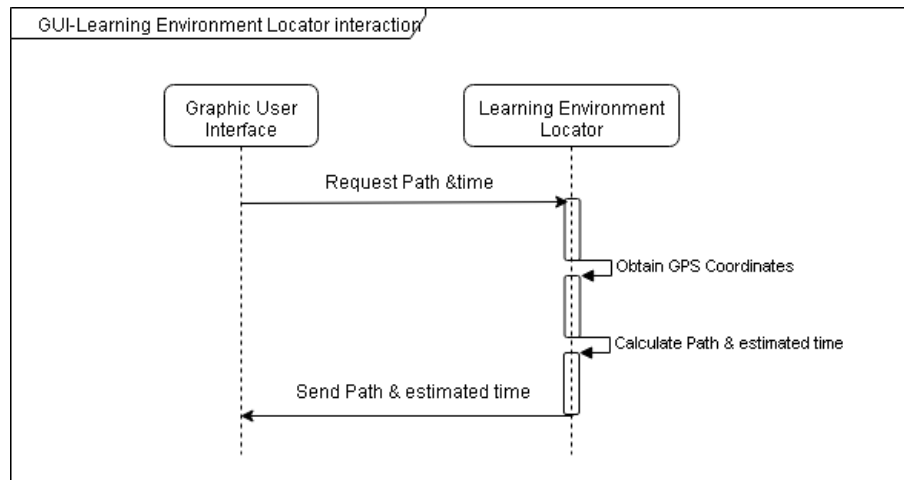 GUI-Learning Environment Locator interaction
Graphic User
Interface
Learning Environment
Locator
Request Path &time
Obtain GPS Coordinates
Calculate Path & estimated time
Send Path & estimated time